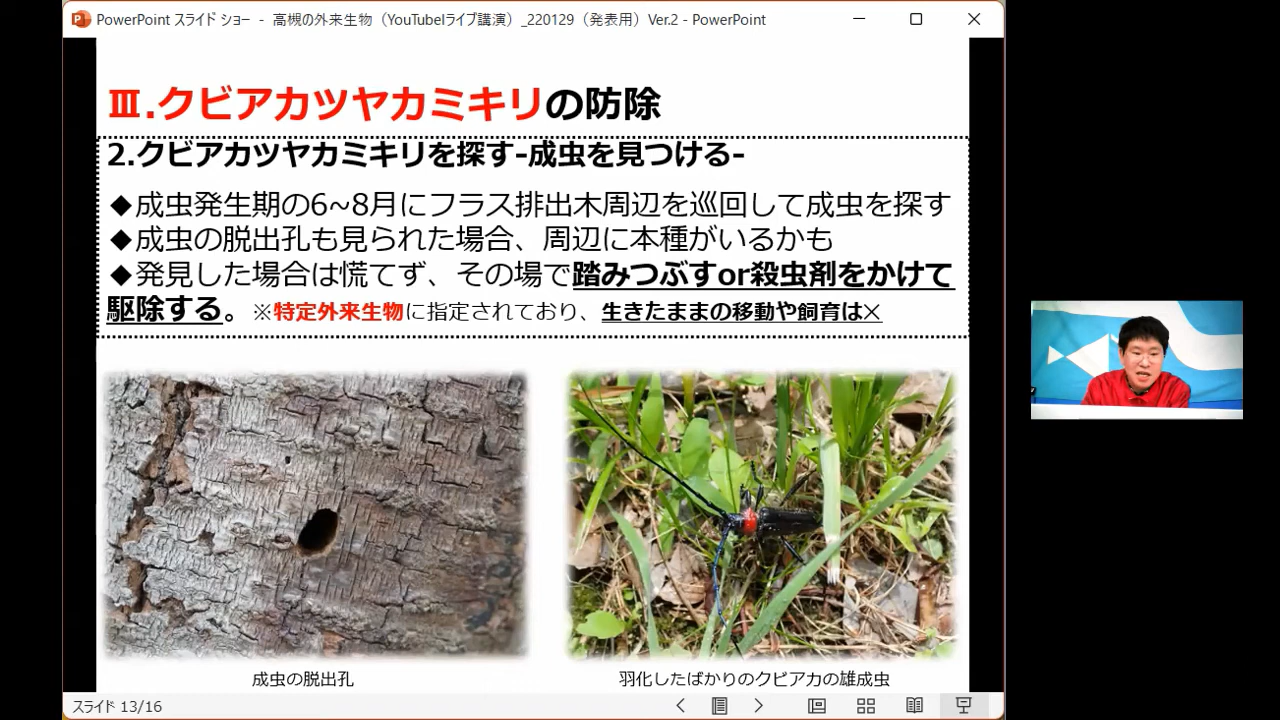 PowerPoint スライド ショー - 高槻の外来生物（YouTubeIライブ講演）_220129（発表用）Ver.2 - PowerPoint
Ⅲ.クビアカツヤカミキリの防除
2.クビアカツヤカミキリを探す-成虫を見つける-
◆成虫発生期の6~8月にフラス排出木周辺を巡回して成虫を探す
◆成虫の脱出孔も見られた場合、周辺に本種がいるかも
◆発見した場合は慌てず、その場で踏みつぶすor殺虫剤をかけて
駆除する。※特定外来生物に指定されており、生きたままの移動や飼育は×
成虫の脱出孔
羽化したばかりのクビアカの雄成虫
スライド 13/16